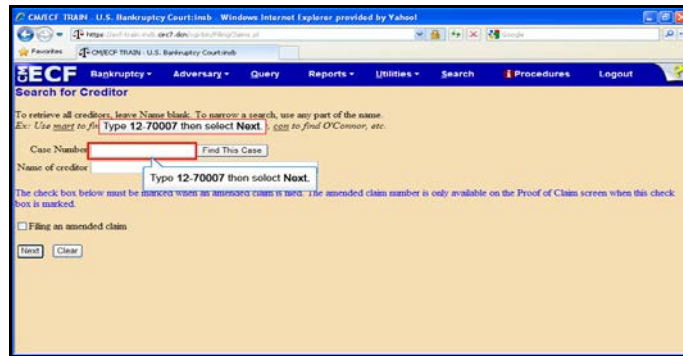 CM/ECF TRAIN - U.S. Bankruptcy Court:insb - Windows Internet Explorer provided by Yahoo!
Google
Favorites CM/ECF TRAIN - U.S. Bankruptcy Court:insb
ECF Bankruptcy Adversary Query Reports Utilities Search Procedures Logout
Search for Creditor
To retrieve all creditors, leave Name blank. To narrow a search, use any part of the name.
Ex: Use mart to Type 12-70007 then select Next. con to find O'Connor, etc.
Case Number Find This Case
Name of creditor
Type 12-70007 then select Next.
The check box below must be marked when an amended claim is filed. The amended claim number is only available on the Proof of Claim screen when this check
box is marked.
Filing an amended claim
Next Clear